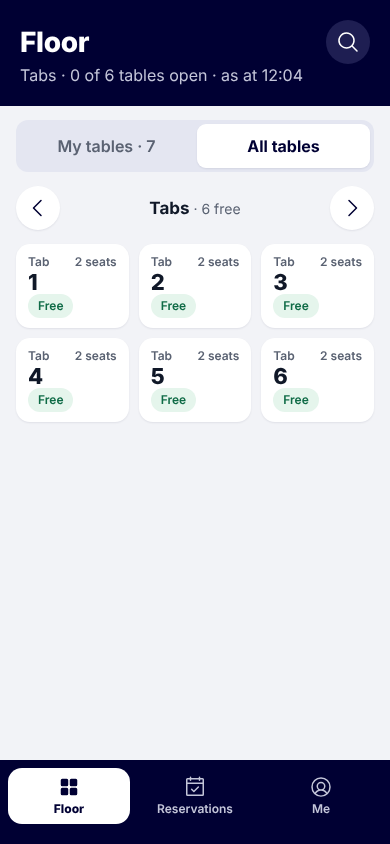 Floor
Tabs · 0 of 6 tables open · as at 12:04
My tables · 7
All tables
Tabs · 6 free
Tab 2 seats
1
Free
Tab 2 seats
2
Free
Tab 2 seats
3
Free
Tab 2 seats
4
Free
Tab 2 seats
5
Free
Tab 2 seats
6
Free
Floor
Reservations
Me